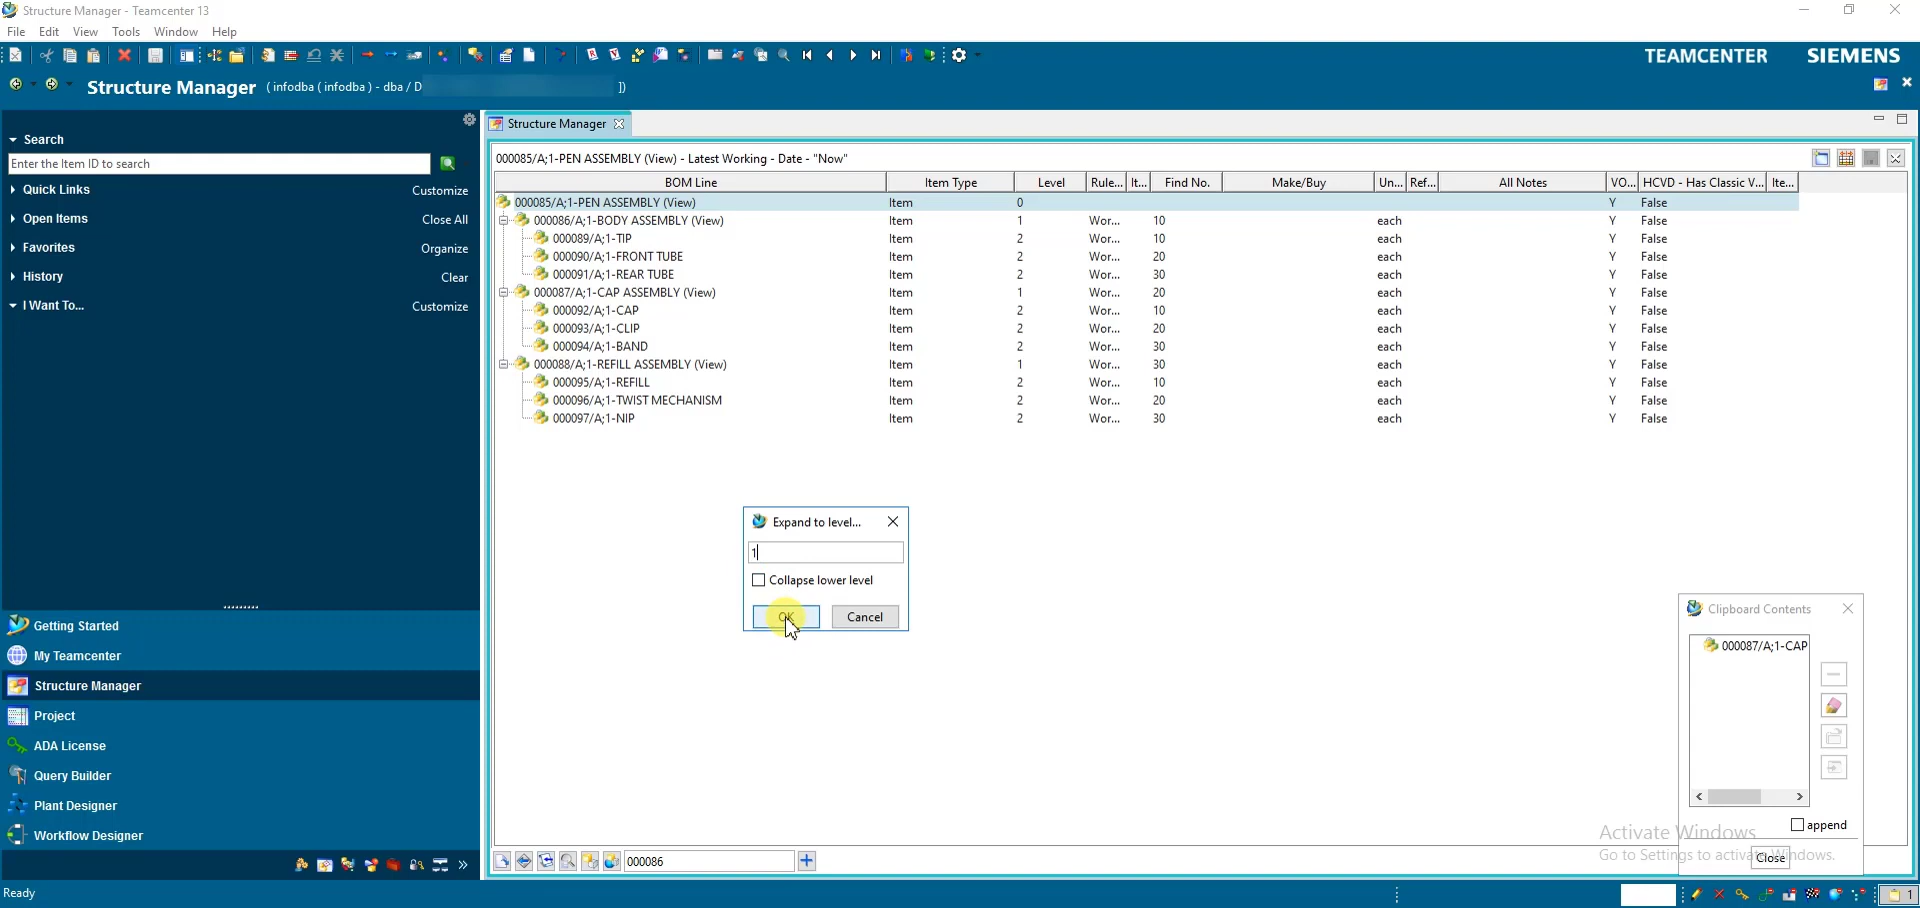 Structure Manager - Teamcenter 13
File Edit View Tools Window Help
TEAMCENTER SIEMENS
Structure Manager ( infodba ( infodba ) - dba / D ])
Search
Enter the Item ID to search
Quick Links Customize
Open Items Close All
Favorites Organize
History Clear
I Want To... Customize
Getting Started
My Teamcenter
Structure Manager
Project
ADA License
Query Builder
Plant Designer
Workflow Designer
»
Ready
Structure Manager
000085/A;1-PEN ASSEMBLY (View) - Latest Working - Date - "Now"
BOM Line Item Type Level Rule... It... Find No. Make/Buy Un... Ref... All Notes VO... HCVD - Has Classic V... Ite...
000085/A;1-PEN ASSEMBLY (View) Item 0 Y False
000086/A;1-BODY ASSEMBLY (View) Item 1 Wor... 10 each Y False
000089/A;1-TIP Item 2 Wor... 10 each Y False
000090/A;1-FRONT TUBE Item 2 Wor... 20 each Y False
000091/A;1-REAR TUBE Item 2 Wor... 30 each Y False
000087/A;1-CAP ASSEMBLY (View) Item 1 Wor... 20 each Y False
000092/A;1-CAP Item 2 Wor... 10 each Y False
000093/A;1-CLIP Item 2 Wor... 20 each Y False
000094/A;1-BAND Item 2 Wor... 30 each Y False
000088/A;1-REFILL ASSEMBLY (View) Item 1 Wor... 30 each Y False
000095/A;1-REFILL Item 2 Wor... 10 each Y False
000096/A;1-TWIST MECHANISM Item 2 Wor... 20 each Y False
000097/A;1-NIP Item 2 Wor... 30 each Y False
Expand to level...
1
Collapse lower level
OK Cancel
Clipboard Contents
000087/A;1-CAP
append
Close
Activate Windows
Go to Settings to activate Windows.
000086
1